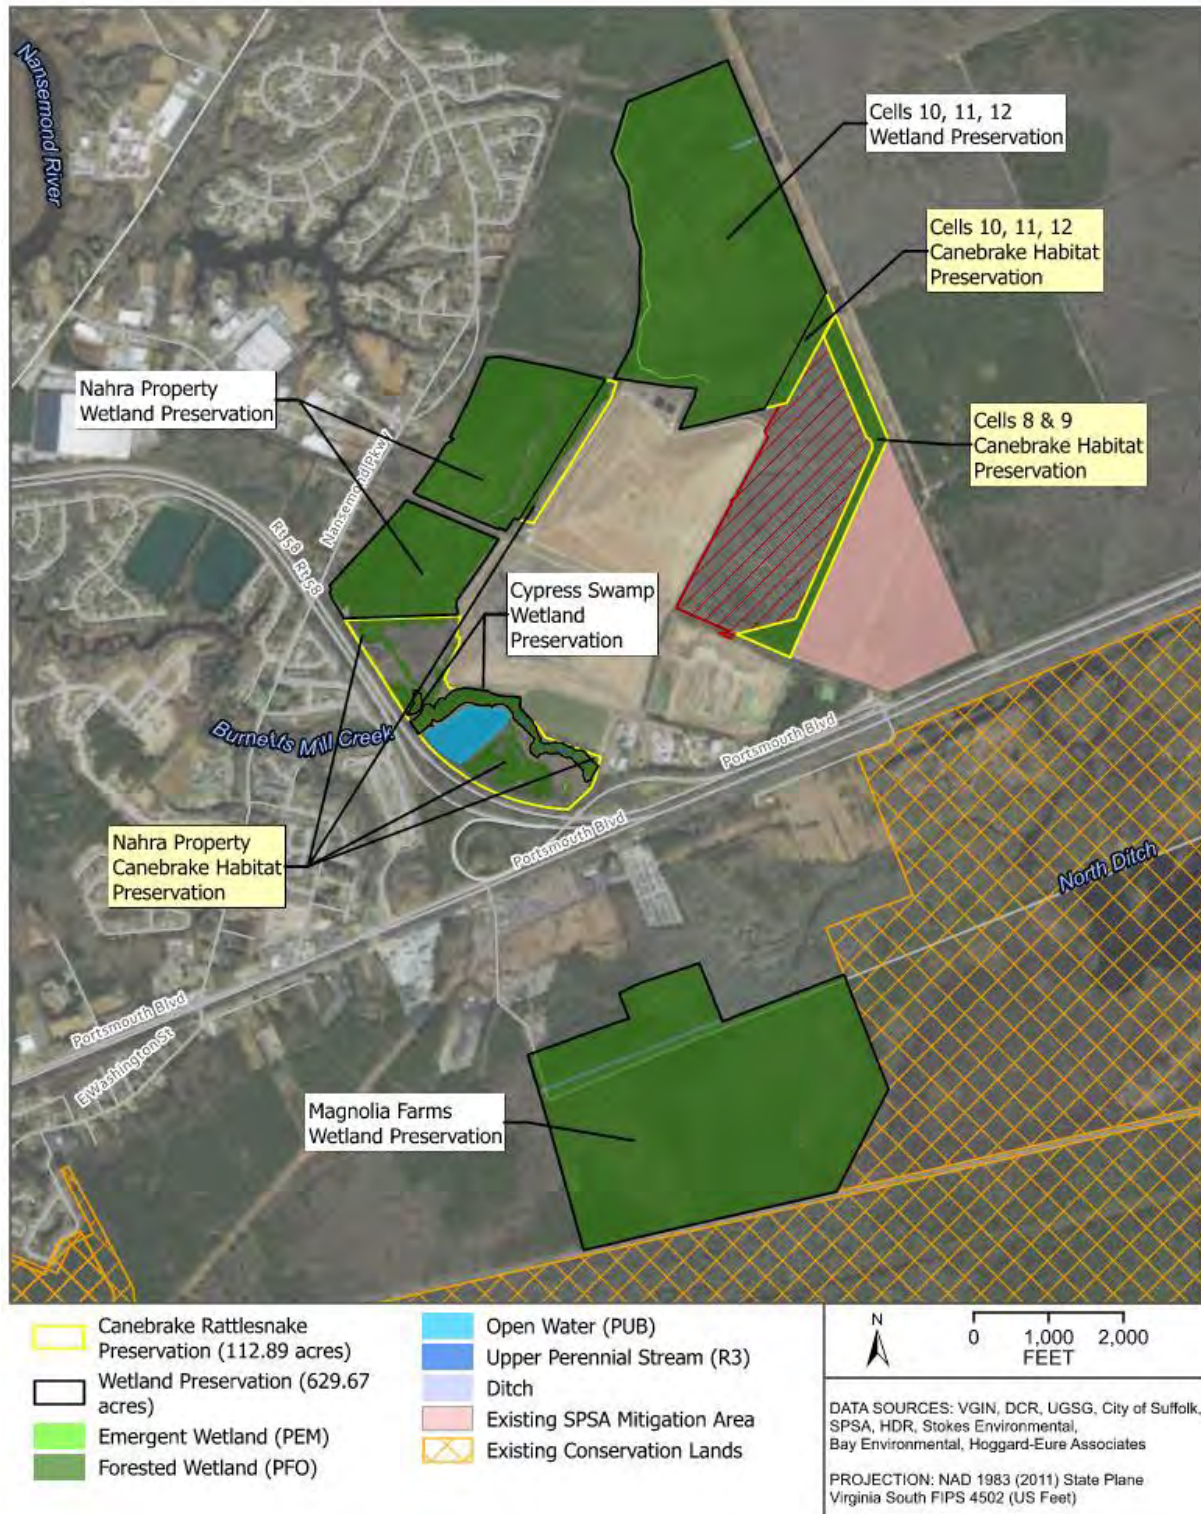 Nansemond River
Cells 10, 11, 12
Wetland Preservation
Cells 10, 11, 12
Canebrake Habitat
Preservation
Nahra Property
Wetland Preservation
Cells 8 & 9
Canebrake Habitat
Preservation
Nansemond Pkwy
Rt 58 Rt 58
Cypress Swamp
Wetland
Preservation
Burnetts Mill Creek
Portsmouth Blvd
Portsmouth Blvd
Nahra Property
Canebrake Habitat
Preservation
North Ditch
Portsmouth Blvd
E Washington St
Magnolia Farms
Wetland Preservation
Canebrake Rattlesnake
Preservation (112.89 acres)
Wetland Preservation (629.67
acres)
Emergent Wetland (PEM)
Forested Wetland (PFO)
Open Water (PUB)
Upper Perennial Stream (R3)
Ditch
Existing SPSA Mitigation Area
Existing Conservation Lands
N
0 1,000 2,000
FEET
DATA SOURCES: VGIN, DCR, UGSG, City of Suffolk,
SPSA, HDR, Stokes Environmental,
Bay Environmental, Hoggard-Eure Associates
PROJECTION: NAD 1983 (2011) State Plane
Virginia South FIPS 4502 (US Feet)